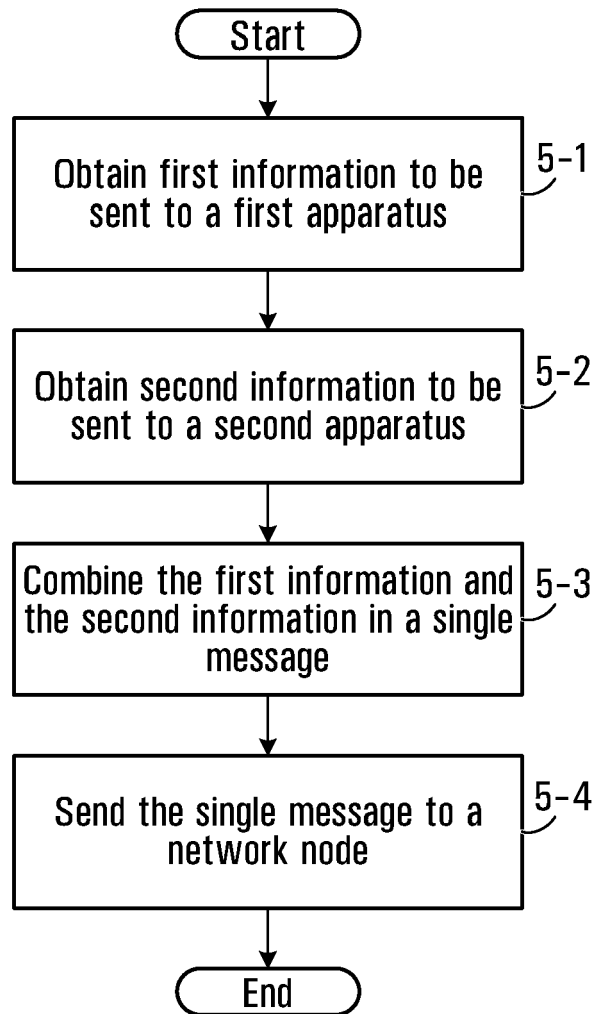 Start
Obtain first information to be
sent to a first apparatus
5-1
Obtain second information to be
sent to a second apparatus
5-2
Combine the first information and
the second information in a single
message
5-3
Send the single message to a
network node
5-4
End